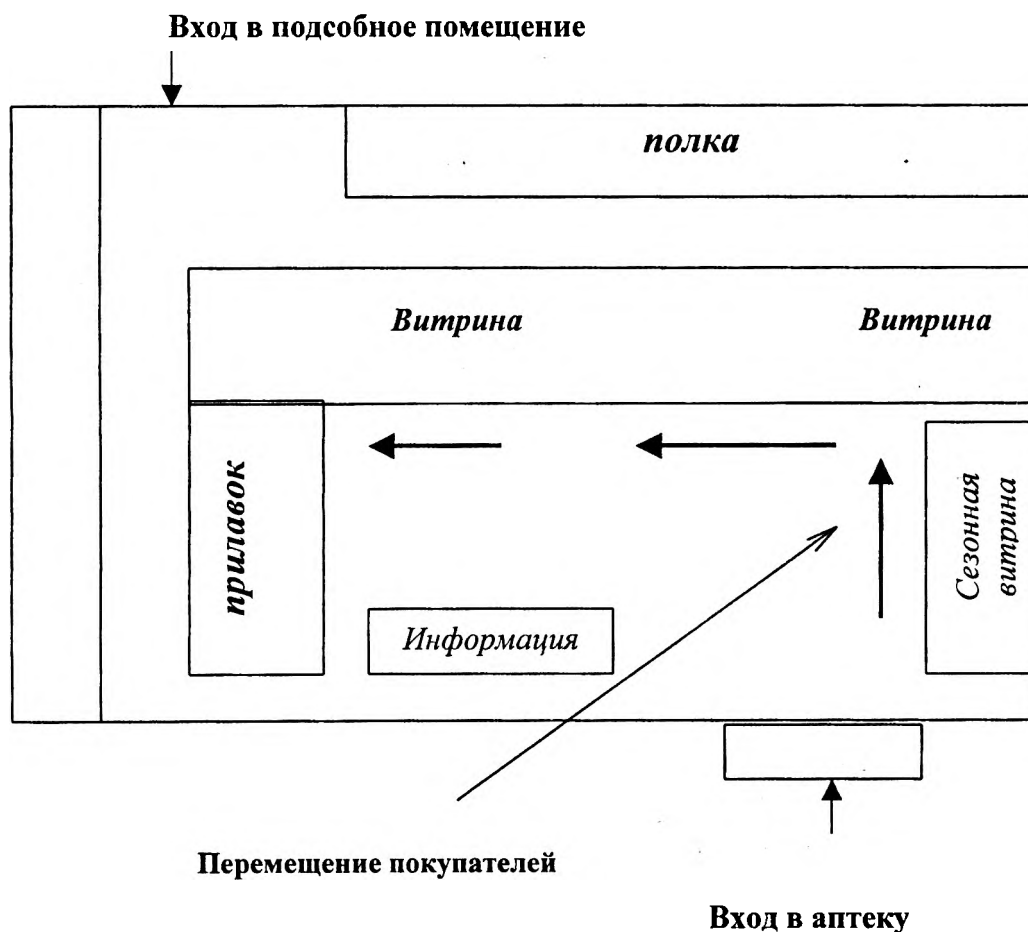 Вход в подсобное помещение
полка
Витрина Витрина
прилавок
Сезонная
витрина
Информация
Перемещение покупателей
Вход в аптеку